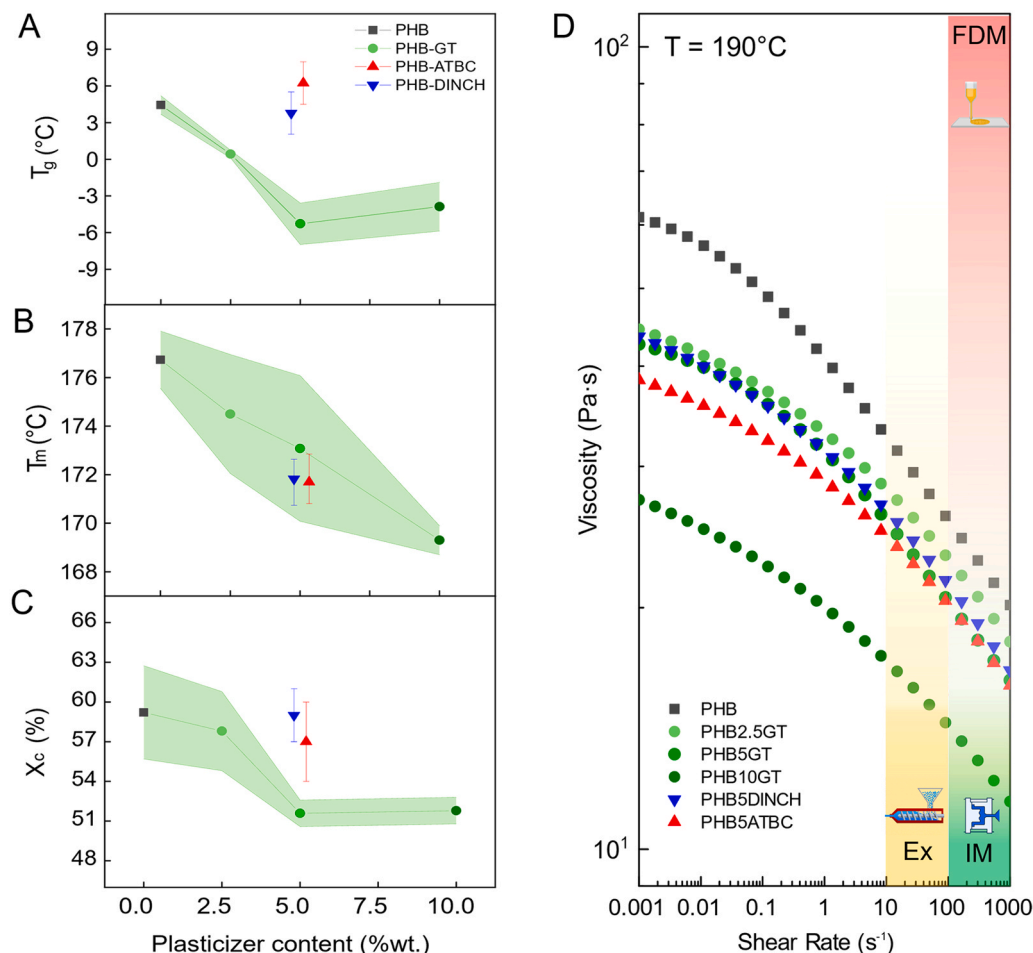 A
9
6
3
0
-3
-6
-9
Tg (°C)
PHB
PHB-GT
PHB-ATBC
PHB-DINCH
B
178
176
174
172
170
168
Tm (°C)
C
66
63
60
57
54
51
48
Xc (%)
0.0 2.5 5.0 7.5 10.0
Plasticizer content (%wt.)
D
T = 190°C
FDM
10²
10¹
Viscosity (Pa·s)
PHB
PHB2.5GT
PHB5GT
PHB10GT
PHB5DINCH
PHB5ATBC
Ex
IM
0.001 0.01 0.1 1 10 100 1000
Shear Rate (s⁻¹)